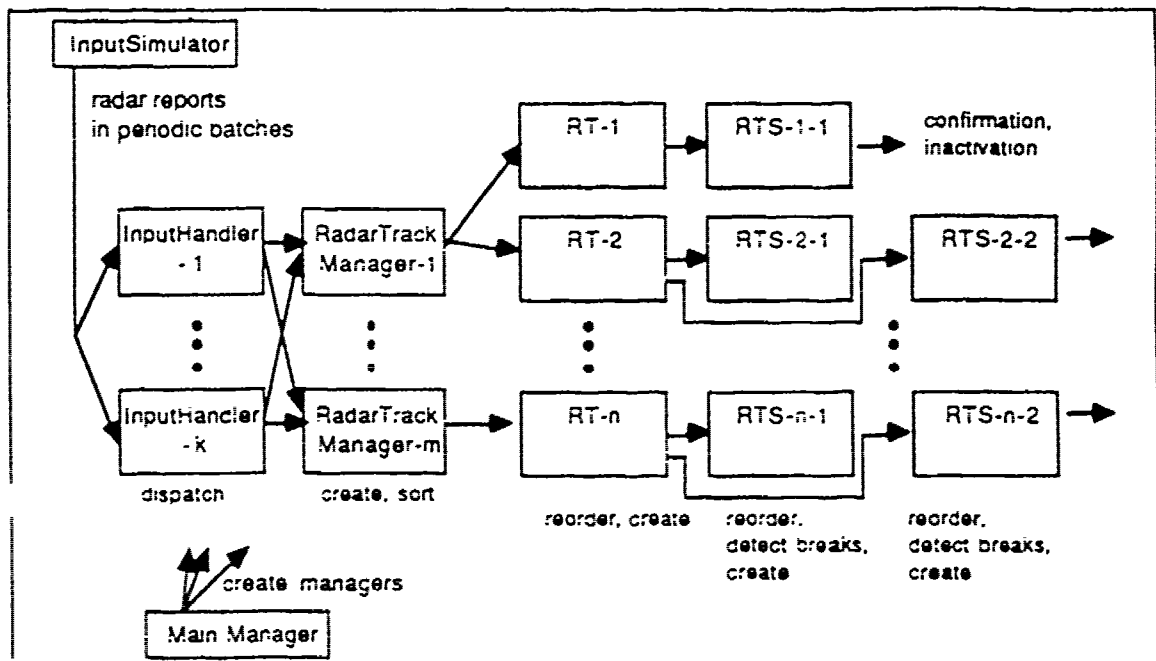 InputSimulator
radar reports
in periodic batches
RT-1
RTS-1-1
confirmation,
inactivation
InputHandler
-1
RadarTrack
Manager-1
RT-2
RTS-2-1
RTS-2-2
InputHandler
-k
RadarTrack
Manager-m
RT-n
RTS-n-1
RTS-n-2
dispatch
create, sort
reorder, create
reorder,
detect breaks,
create
reorder,
detect breaks,
create
create managers
Main Manager